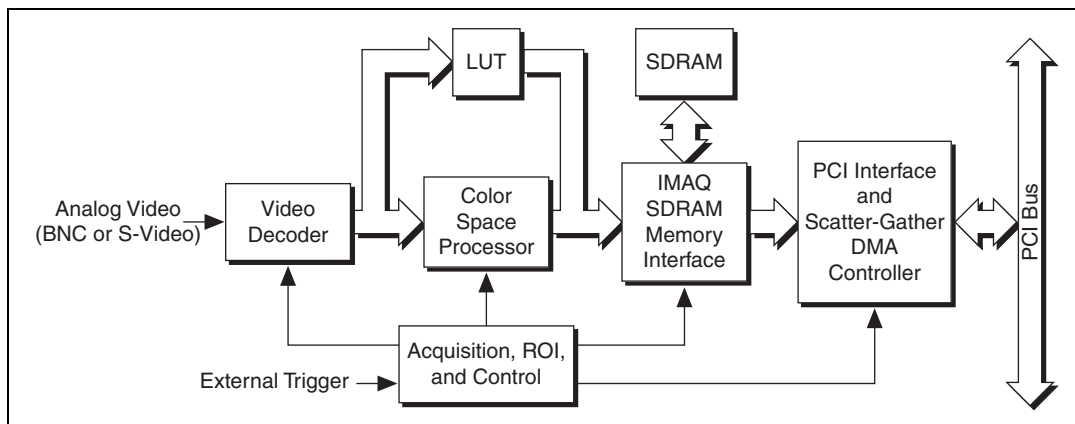 LUT
SDRAM
Analog Video
(BNC or S-Video)
Video
Decoder
Color
Space
Processor
IMAQ
SDRAM
Memory
Interface
PCI Interface
and
Scatter-Gather
DMA
Controller
PCI Bus
Acquisition, ROI,
and Control
External Trigger